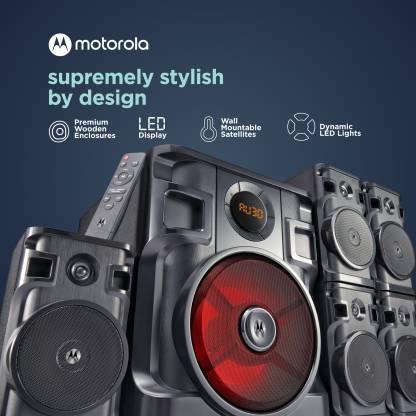 motorola
supremely stylish
by design
Premium
Wooden
Enclosures
LED
Display
Wall
Mountable
Satellites
Dynamic
LED Lights
AU30